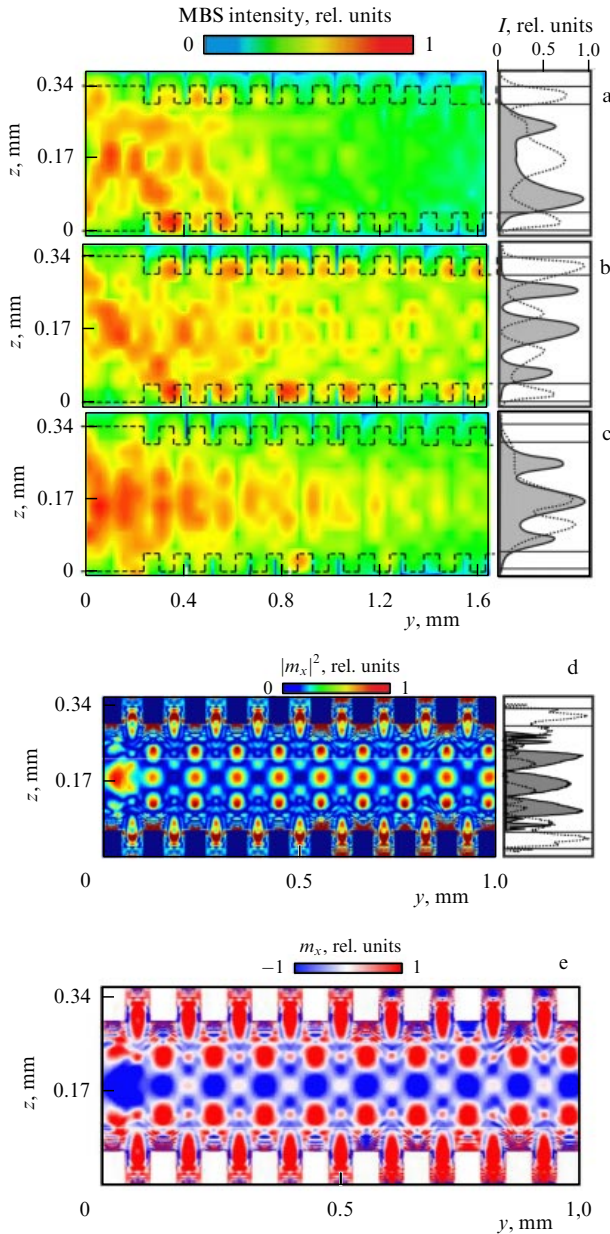 MBS intensity, rel. units
0 1
I, rel. units
0 0.5 1.0
a
0.34
0.17
0
z, mm
b
0.34
0.17
0
z, mm
c
0.34
0.17
0
z, mm
0 0.4 0.8 1.2 1.6
y, mm
|mx|2, rel. units
0 1
d
0.34
0.17
z, mm
0 0.5 1.0
y, mm
mx, rel. units
−1 1
e
0.34
0.17
z, mm
0 0.5 1,0
y, mm